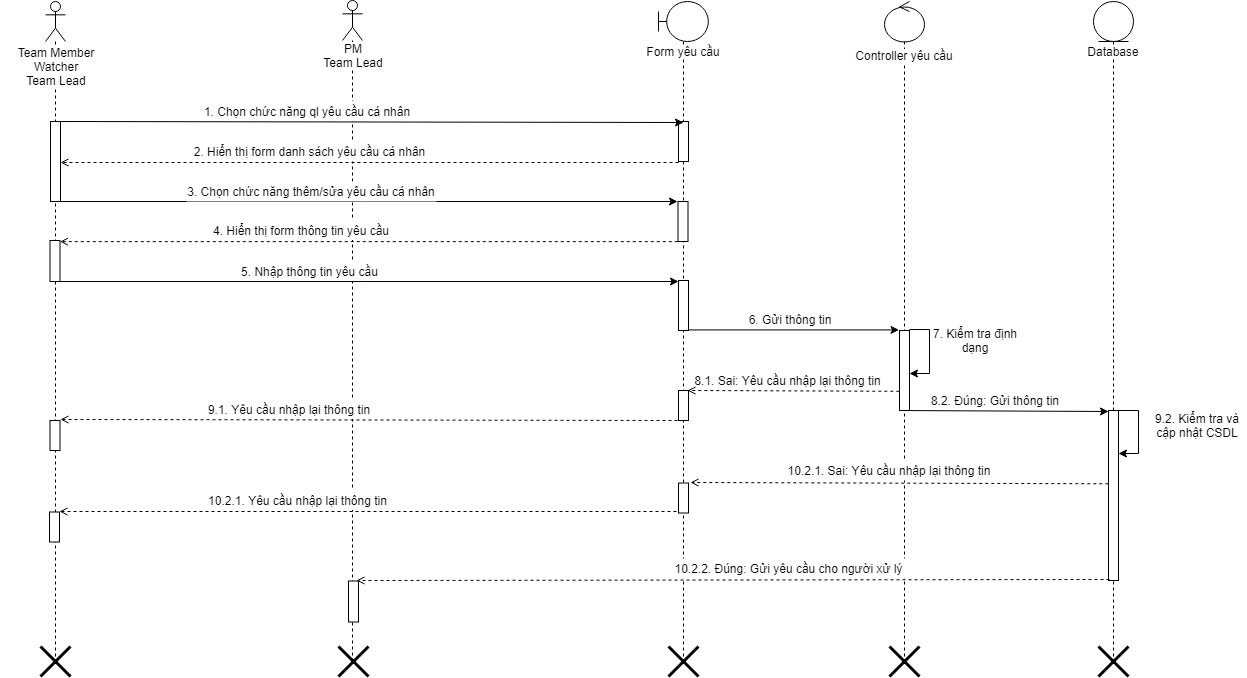 Team Member
Watcher
Team Lead
PM
Team Lead
Form yêu cầu
Controller yêu cầu
Database
1. Chọn chức năng ql yêu cầu cá nhân
2. Hiển thị form danh sách yêu cầu cá nhân
3. Chọn chức năng thêm/sửa yêu cầu cá nhân
4. Hiển thị form thông tin yêu cầu
5. Nhập thông tin yêu cầu
6. Gửi thông tin
7. Kiểm tra định
dạng
8.1. Sai: Yêu cầu nhập lại thông tin
8.2. Đúng: Gửi thông tin
9.1. Yêu cầu nhập lại thông tin
9.2. Kiểm tra và
cập nhật CSDL
10.2.1. Sai: Yêu cầu nhập lại thông tin
10.2.1. Yêu cầu nhập lại thông tin
10.2.2. Đúng: Gửi yêu cầu cho người xử lý